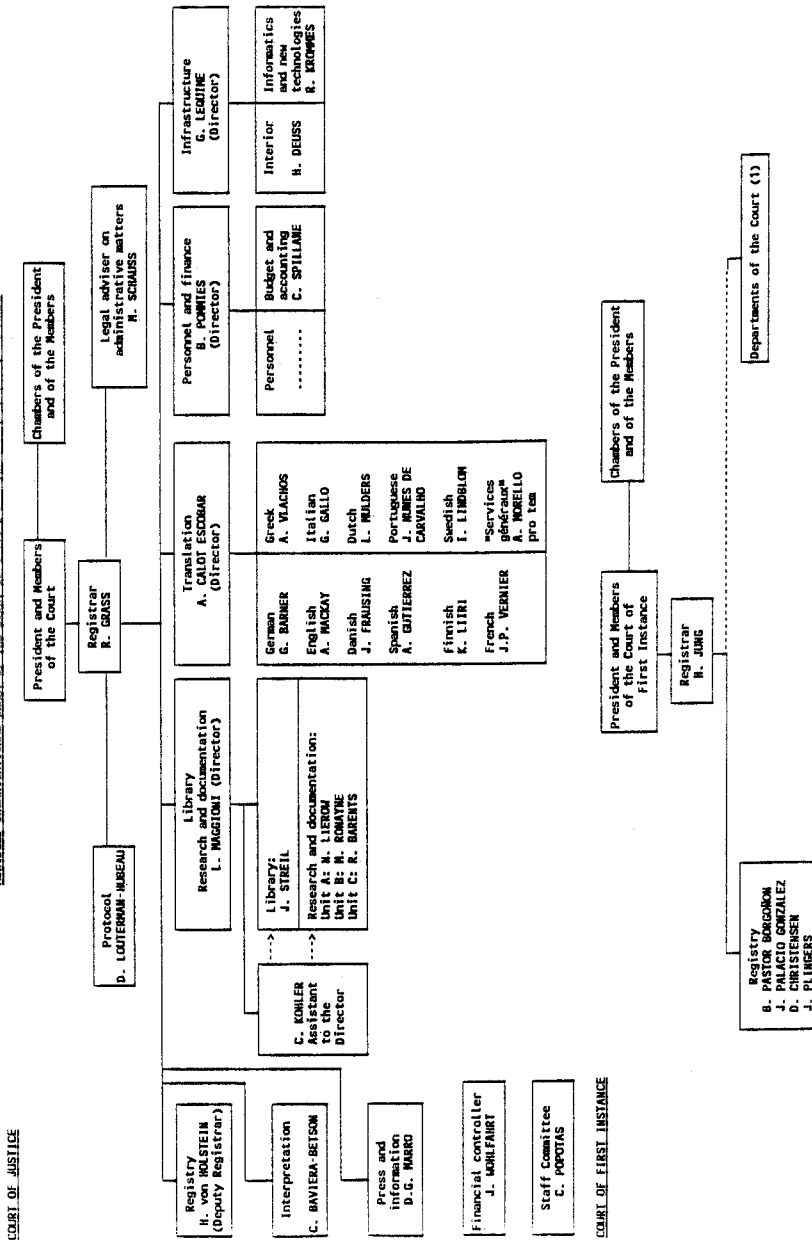 COURT OF JUSTICE
President and Members
of the Court
Chambers of the President
and of the Members
Registrar
R. GRASS
Protocol
D. LOUTERMAN-HUBEAU
Legal adviser on
administrative matters
M. SCHAUSS
Registry
H. von HOLSTEIN
(Deputy Registrar)
Interpretation
C. BAVIERA-BETSON
Press and
information
D.G. MARRO
Financial controller
J. WOHLFAHRT
Staff Committee
C. POPOTAS
Library
Research and documentation
L. MAGGIONI (Director)
C. KOHLER
Assistant
to the
Director
---> Library:
J. STREIL
---> Research and documentation:
Unit A: N. LIEROW
Unit B: M. RONAYNE
Unit C: R. BARENTS
Translation
A. CALOT ESCOBAR
(Director)
German
G. BARNER
English
A. MACKAY
Danish
J. FRAUSING
Spanish
A. GUTIERREZ
Finnish
K. LIIRI
French
J.P. VERNIER
Greek
A. VLACHOS
Italian
G. GALLO
Dutch
L. MULDERS
Portuguese
J. NUNES DE
CARVALHO
Swedish
I. LINDBLOM
"Services
généraux"
A. MORELLO
pro tem
Personnel and finance
B. POMMIES
(Director)
Personnel
---------
Budget and
accounting
C. SPILLANE
Infrastructure
G. LEQUIME
(Director)
Interior
H. DEUSS
Informatics
and new
technologies
R. KROMMES
COURT OF FIRST INSTANCE
President and Members
of the Court of
First Instance
Chambers of the President
and of the Members
Registrar
H. JUNG
Registry
B. PASTOR BORGOÑON
J. PALACIO GONZALEZ
D. CHRISTENSEN
J. PLINGERS
Departments of the Court (1)